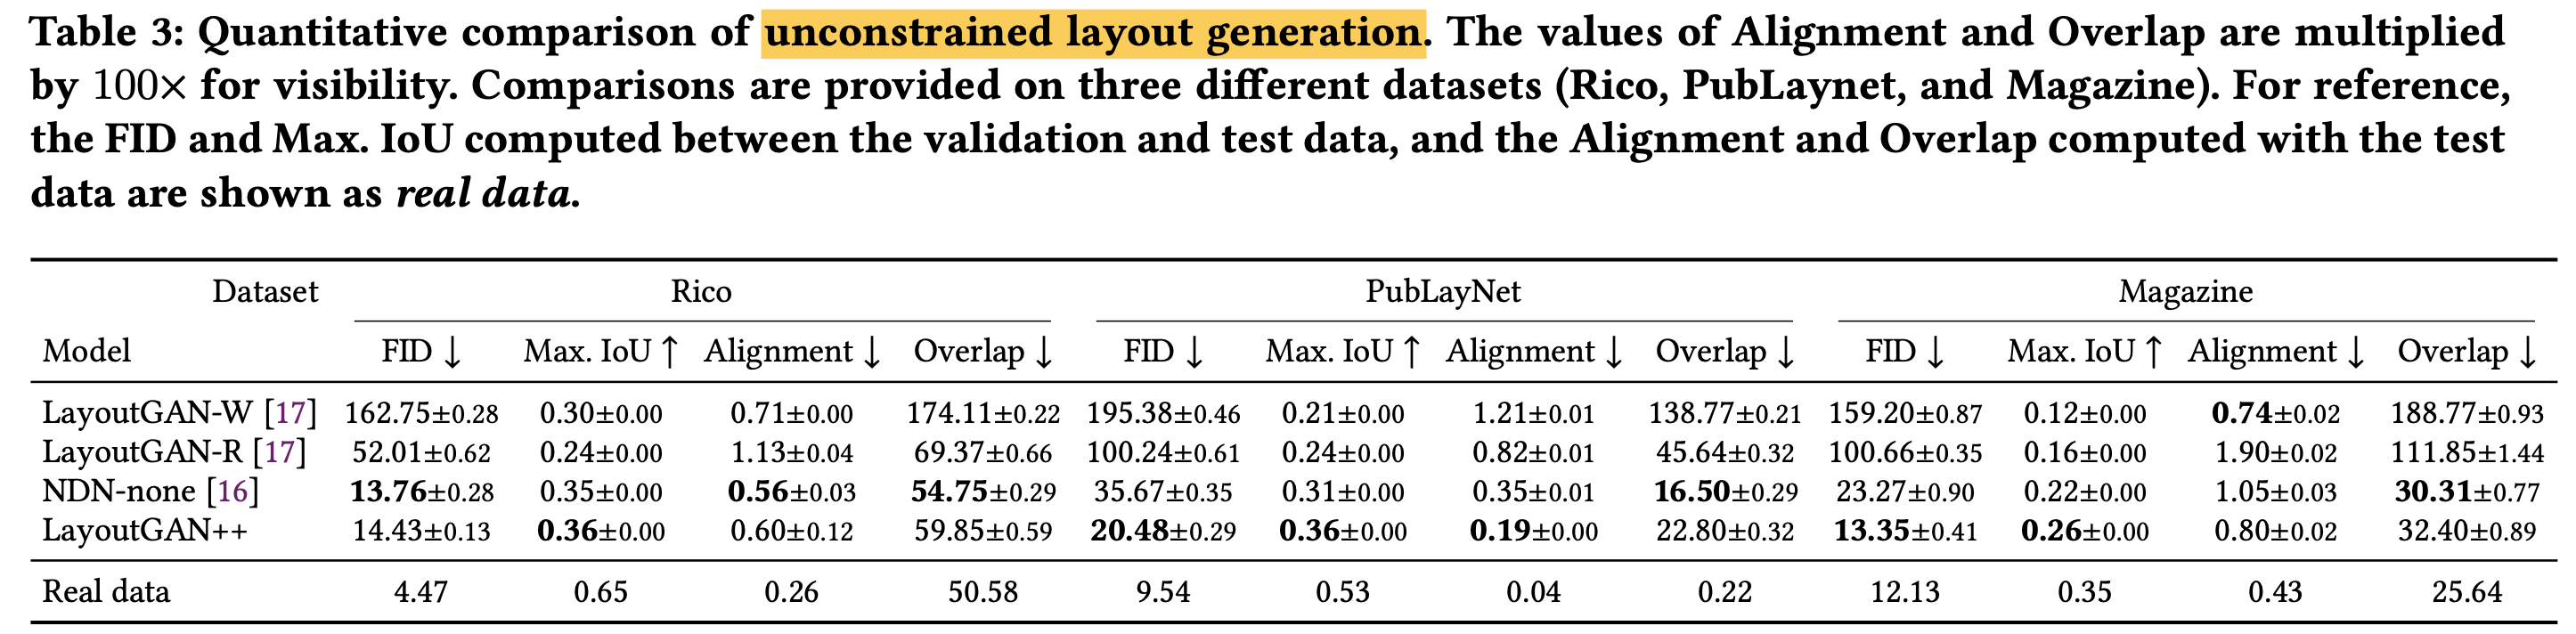 Table 3: Quantitative comparison of unconstrained layout generation. The values of Alignment and Overlap are multiplied
by 100× for visibility. Comparisons are provided on three different datasets (Rico, PubLaynet, and Magazine). For reference,
the FID and Max. IoU computed between the validation and test data, and the Alignment and Overlap computed with the test
data are shown as real data.
Dataset Rico PubLayNet Magazine
Model FID ↓ Max. IoU ↑ Alignment ↓ Overlap ↓ FID ↓ Max. IoU ↑ Alignment ↓ Overlap ↓ FID ↓ Max. IoU ↑ Alignment ↓ Overlap ↓
LayoutGAN-W [17] 162.75±0.28 0.30±0.00 0.71±0.00 174.11±0.22 195.38±0.46 0.21±0.00 1.21±0.01 138.77±0.21 159.20±0.87 0.12±0.00 0.74±0.02 188.77±0.93
LayoutGAN-R [17] 52.01±0.62 0.24±0.00 1.13±0.04 69.37±0.66 100.24±0.61 0.24±0.00 0.82±0.01 45.64±0.32 100.66±0.35 0.16±0.00 1.90±0.02 111.85±1.44
NDN-none [16] 13.76±0.28 0.35±0.00 0.56±0.03 54.75±0.29 35.67±0.35 0.31±0.00 0.35±0.01 16.50±0.29 23.27±0.90 0.22±0.00 1.05±0.03 30.31±0.77
LayoutGAN++ 14.43±0.13 0.36±0.00 0.60±0.12 59.85±0.59 20.48±0.29 0.36±0.00 0.19±0.00 22.80±0.32 13.35±0.41 0.26±0.00 0.80±0.02 32.40±0.89
Real data 4.47 0.65 0.26 50.58 9.54 0.53 0.04 0.22 12.13 0.35 0.43 25.64